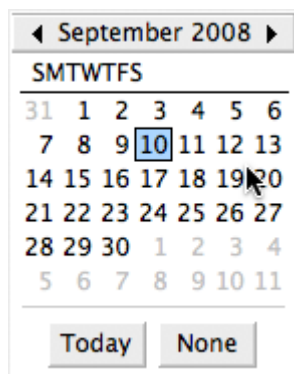 September 2008
SMTWTFS
31 1 2 3 4 5 6
7 8 9 10 11 12 13
14 15 16 17 18 19 20
21 22 23 24 25 26 27
28 29 30 1 2 3 4
5 6 7 8 9 10 11
Today None